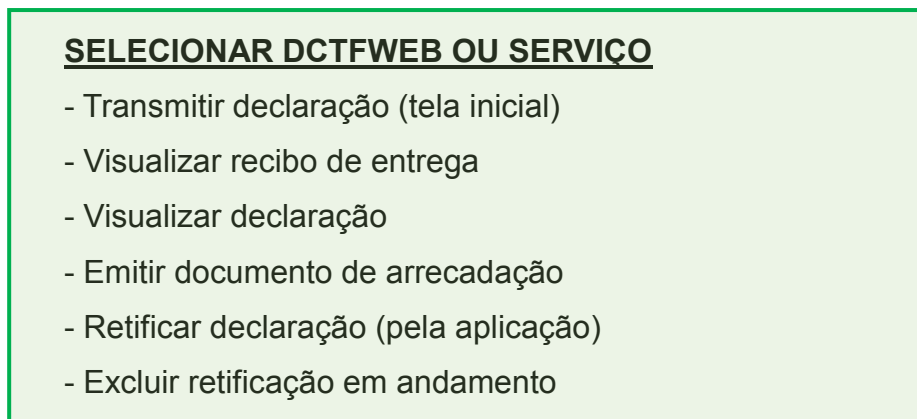 SELECIONAR DCTFWEB OU SERVIÇO
- Transmitir declaração (tela inicial)
- Visualizar recibo de entrega
- Visualizar declaração
- Emitir documento de arrecadação
- Retificar declaração (pela aplicação)
- Excluir retificação em andamento